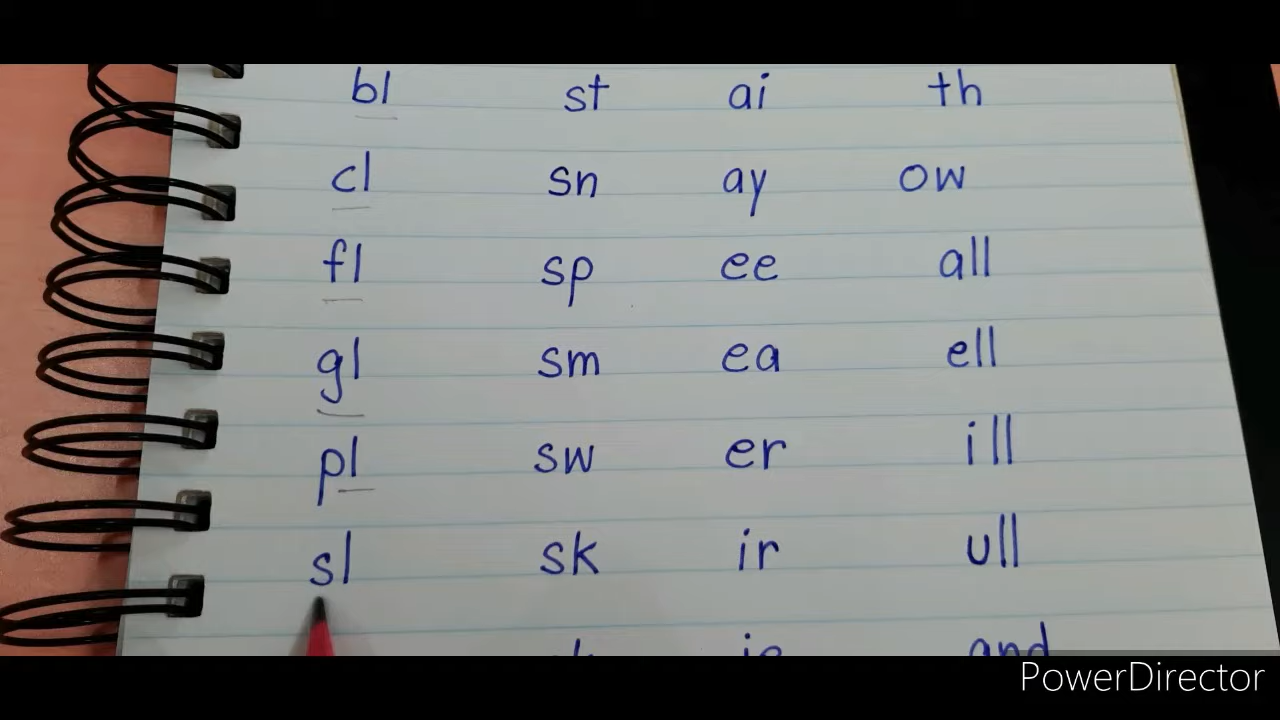 bl st ai th
cl sn ay ow
fl sp ee all
gl sm ea ell
pl sw er ill
sl sk ir ull
and
PowerDirector